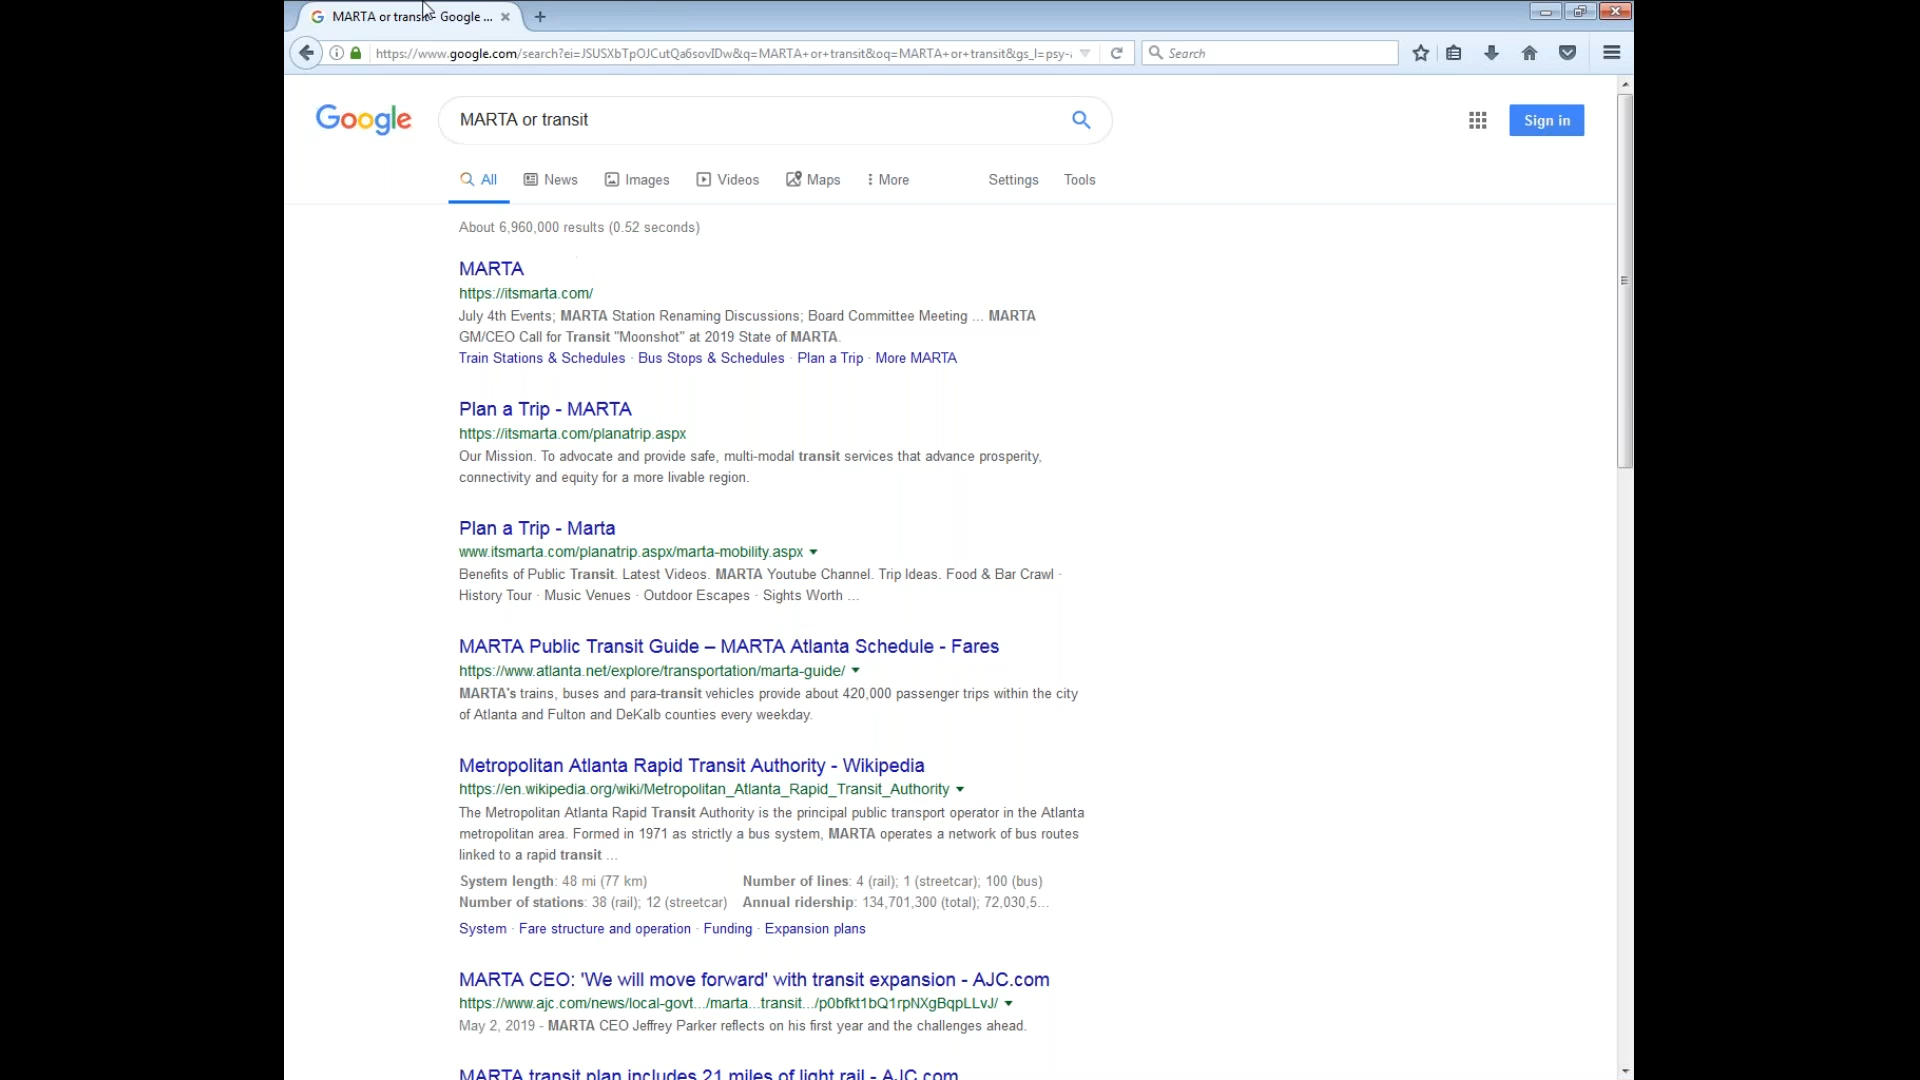 MARTA or transit - Google ...
https://www.google.com/search?ei=JSUSXbTpOJCutQa6sovIDw&q=MARTA+or+transit&oq=MARTA+or+transit&gs_l=psy-
Search
Google
MARTA or transit
Sign in
All
News
Images
Videos
Maps
More
Settings
Tools
About 6,960,000 results (0.52 seconds)
MARTA
https://itsmarta.com/
July 4th Events; MARTA Station Renaming Discussions; Board Committee Meeting ... MARTA
GM/CEO Call for Transit "Moonshot" at 2019 State of MARTA.
Train Stations & Schedules · Bus Stops & Schedules · Plan a Trip · More MARTA
Plan a Trip - MARTA
https://itsmarta.com/planatrip.aspx
Our Mission. To advocate and provide safe, multi-modal transit services that advance prosperity,
connectivity and equity for a more livable region.
Plan a Trip - Marta
www.itsmarta.com/planatrip.aspx/marta-mobility.aspx
Benefits of Public Transit. Latest Videos. MARTA Youtube Channel. Trip Ideas. Food & Bar Crawl ·
History Tour · Music Venues · Outdoor Escapes · Sights Worth ...
MARTA Public Transit Guide – MARTA Atlanta Schedule - Fares
https://www.atlanta.net/explore/transportation/marta-guide/
MARTA's trains, buses and para-transit vehicles provide about 420,000 passenger trips within the city
of Atlanta and Fulton and DeKalb counties every weekday.
Metropolitan Atlanta Rapid Transit Authority - Wikipedia
https://en.wikipedia.org/wiki/Metropolitan_Atlanta_Rapid_Transit_Authority
The Metropolitan Atlanta Rapid Transit Authority is the principal public transport operator in the Atlanta
metropolitan area. Formed in 1971 as strictly a bus system, MARTA operates a network of bus routes
linked to a rapid transit ...
System length: 48 mi (77 km) Number of lines: 4 (rail); 1 (streetcar); 100 (bus)
Number of stations: 38 (rail); 12 (streetcar) Annual ridership: 134,701,300 (total); 72,030,5...
System · Fare structure and operation · Funding · Expansion plans
MARTA CEO: 'We will move forward' with transit expansion - AJC.com
https://www.ajc.com/news/local-govt.../marta...transit.../p0bfkt1bQ1rpNXgBqpLLvJ/
May 2, 2019 - MARTA CEO Jeffrey Parker reflects on his first year and the challenges ahead.
MARTA transit plan includes 21 miles of light rail - AJC.com